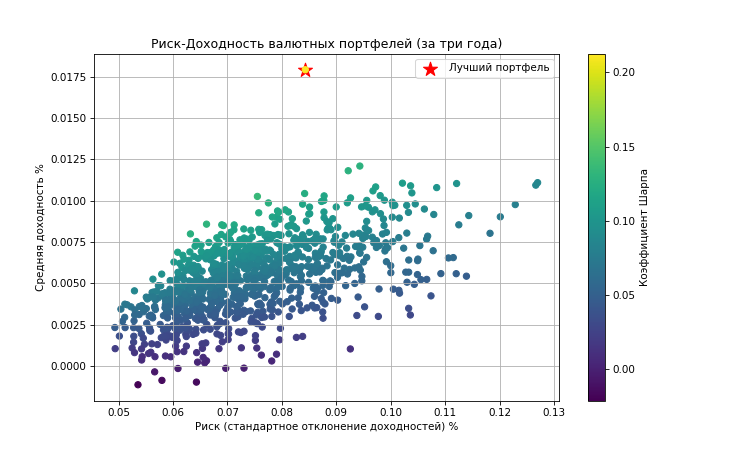 Риск-Доходность валютных портфелей (за три года)
Лучший портфель
0.0175
0.0150
0.0125
0.0100
0.0075
0.0050
0.0025
0.0000
Средняя доходность %
0.05 0.06 0.07 0.08 0.09 0.10 0.11 0.12 0.13
Риск (стандартное отклонение доходностей) %
0.20
0.15
0.10
0.05
0.00
Коэффициент Шарпа